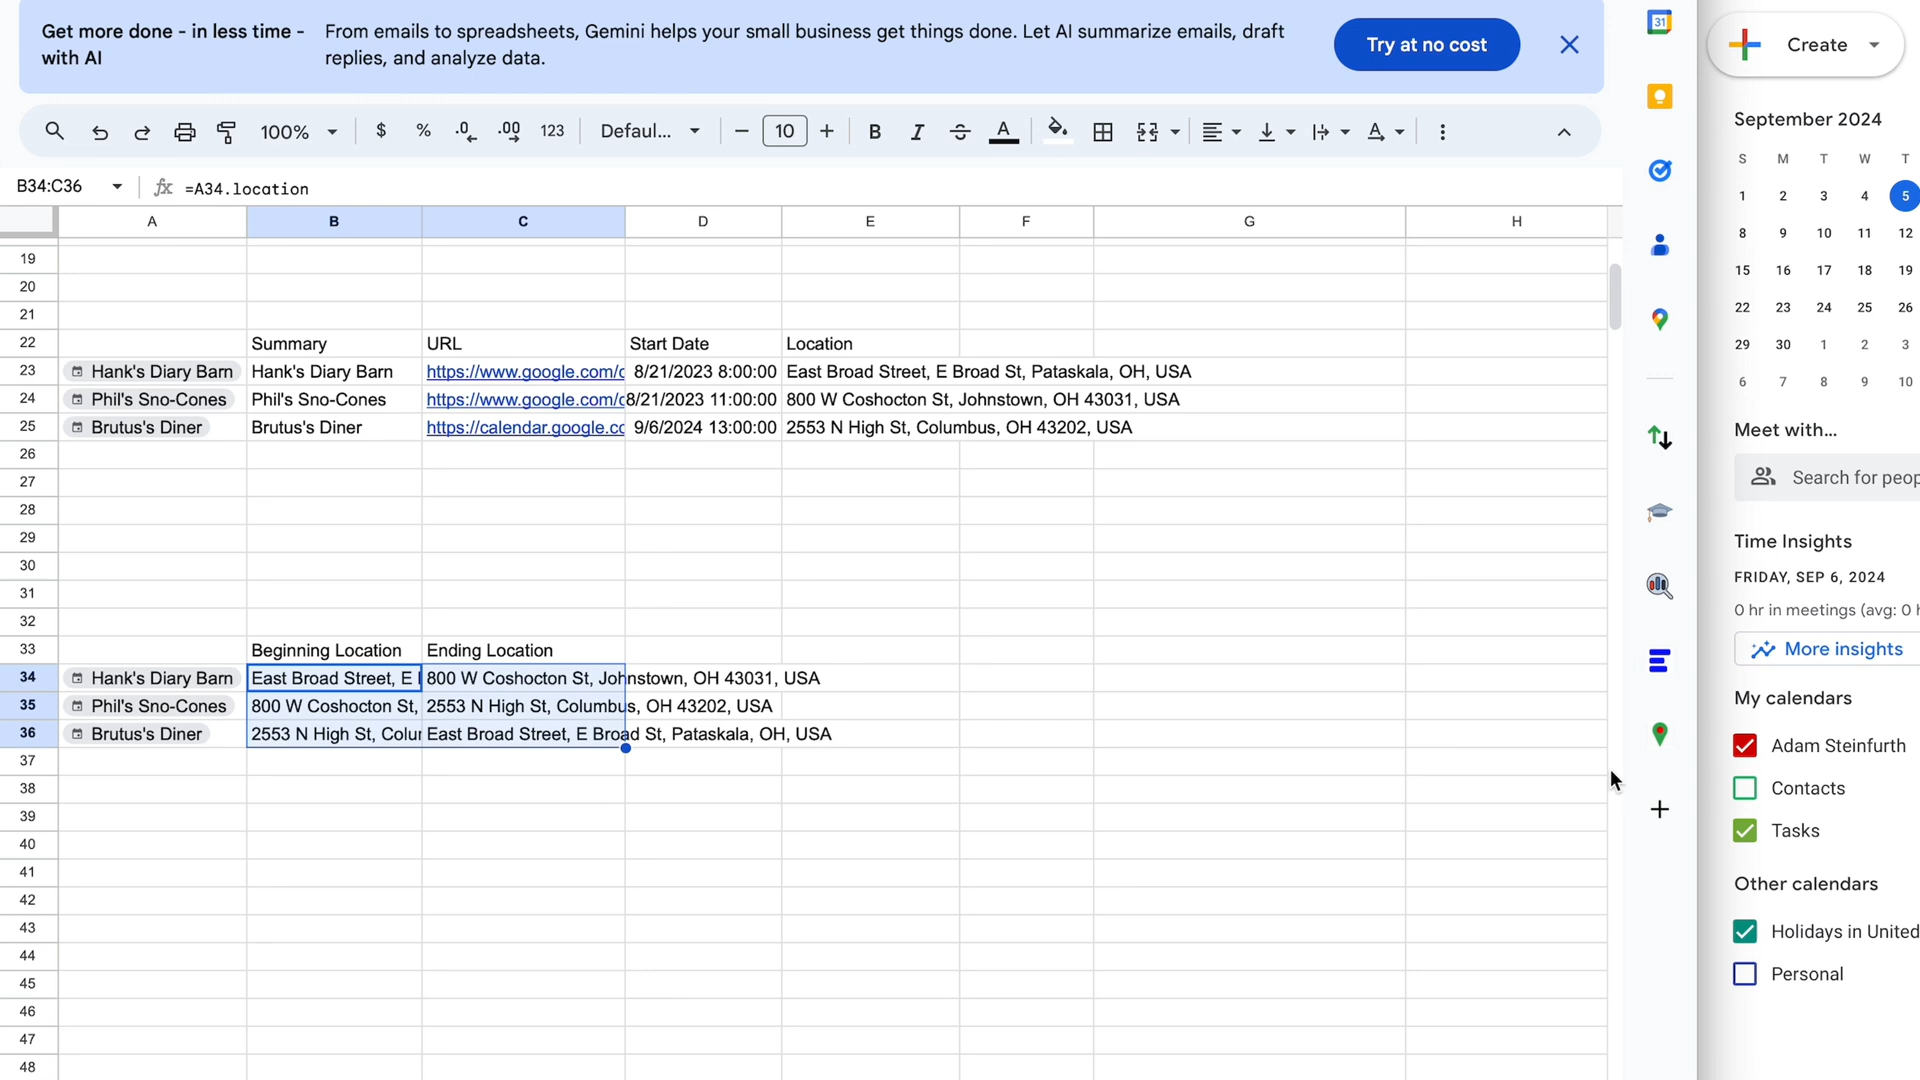 Get more done - in less time - with AI
From emails to spreadsheets, Gemini helps your small business get things done. Let AI summarize emails, draft replies, and analyze data.
Try at no cost
100%
$ % .0 .00 123
Defaul...
10
B I A
B34:C36
fx =A34.location
A B C D E F G H
19
20
21
22 Summary URL Start Date Location
23 Hank's Diary Barn Hank's Diary Barn https://www.google.com/c 8/21/2023 8:00:00 East Broad Street, E Broad St, Pataskala, OH, USA
24 Phil's Sno-Cones Phil's Sno-Cones https://www.google.com/c 8/21/2023 11:00:00 800 W Coshocton St, Johnstown, OH 43031, USA
25 Brutus's Diner Brutus's Diner https://calendar.google.co 9/6/2024 13:00:00 2553 N High St, Columbus, OH 43202, USA
26
27
28
29
30
31
32
33 Beginning Location Ending Location
34 Hank's Diary Barn East Broad Street, E 800 W Coshocton St, Johnstown, OH 43031, USA
35 Phil's Sno-Cones 800 W Coshocton St, 2553 N High St, Columbus, OH 43202, USA
36 Brutus's Diner 2553 N High St, Colu East Broad Street, E Broad St, Pataskala, OH, USA
37
38
39
40
41
42
43
44
45
46
47
48
31
Create
September 2024
S M T W T
1 2 3 4 5
8 9 10 11 12
15 16 17 18 19
22 23 24 25 26
29 30 1 2 3
6 7 8 9 10
Meet with...
Search for peop
Time Insights
FRIDAY, SEP 6, 2024
0 hr in meetings (avg: 0 h
More insights
My calendars
Adam Steinfurth
Contacts
Tasks
Other calendars
Holidays in United
Personal